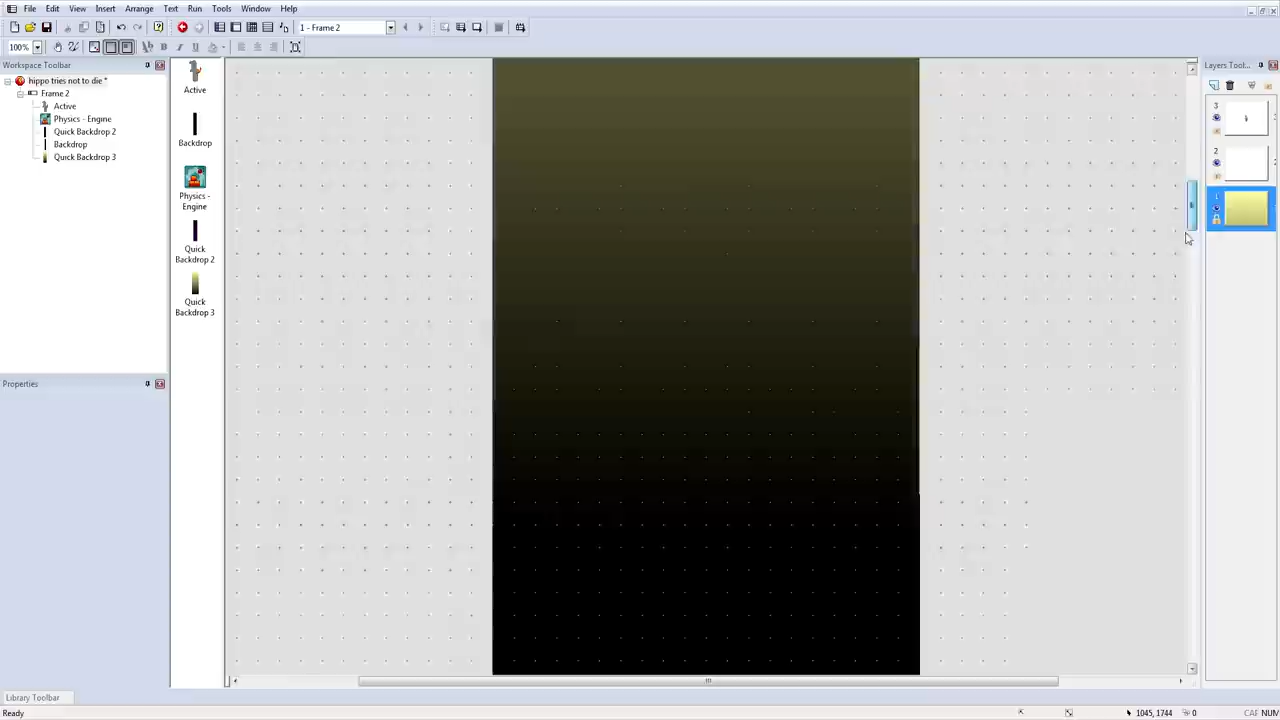 File Edit View Insert Arrange Text Run Tools Window Help
1 - Frame 2
100%
Workspace Toolbar
hippo tries not to die *
Frame 2
Active
Physics - Engine
Quick Backdrop 2
Backdrop
Quick Backdrop 3
Properties
Library Toolbar
Ready
Active
Backdrop
Physics -
Engine
Quick
Backdrop 2
Quick
Backdrop 3
Layers Tool...
3
2
1
1045, 1744
0
CAP NUM